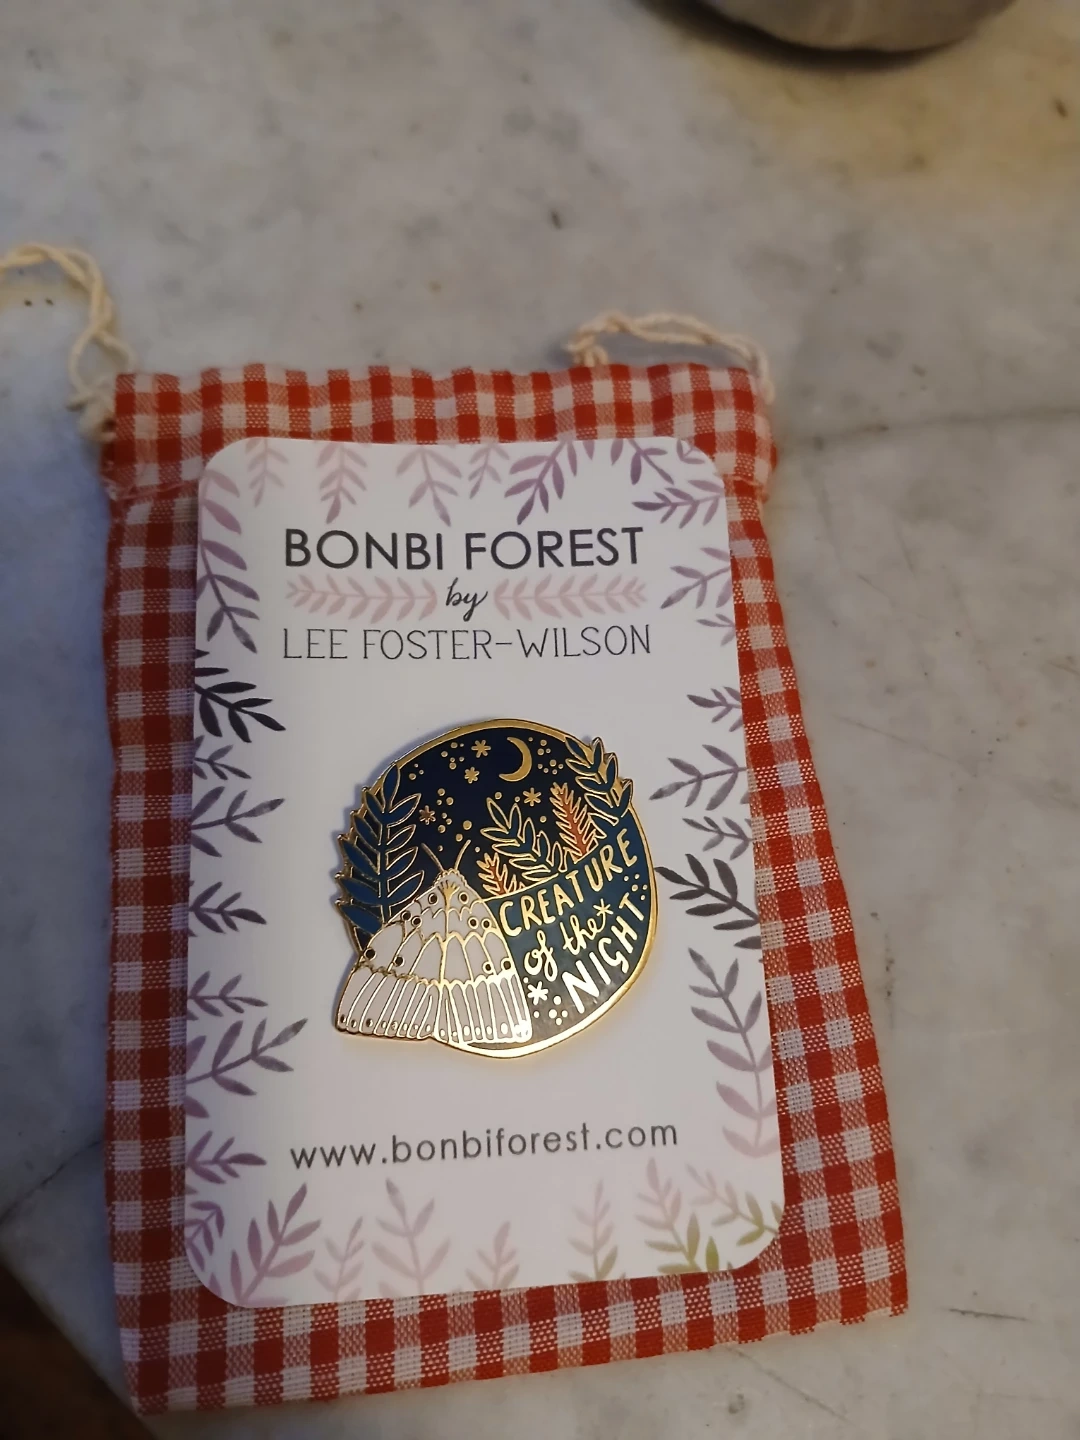 BONBI FOREST
by
LEE FOSTER-WILSON
CREATURE
of the
NIGHT
www.bonbiforest.com